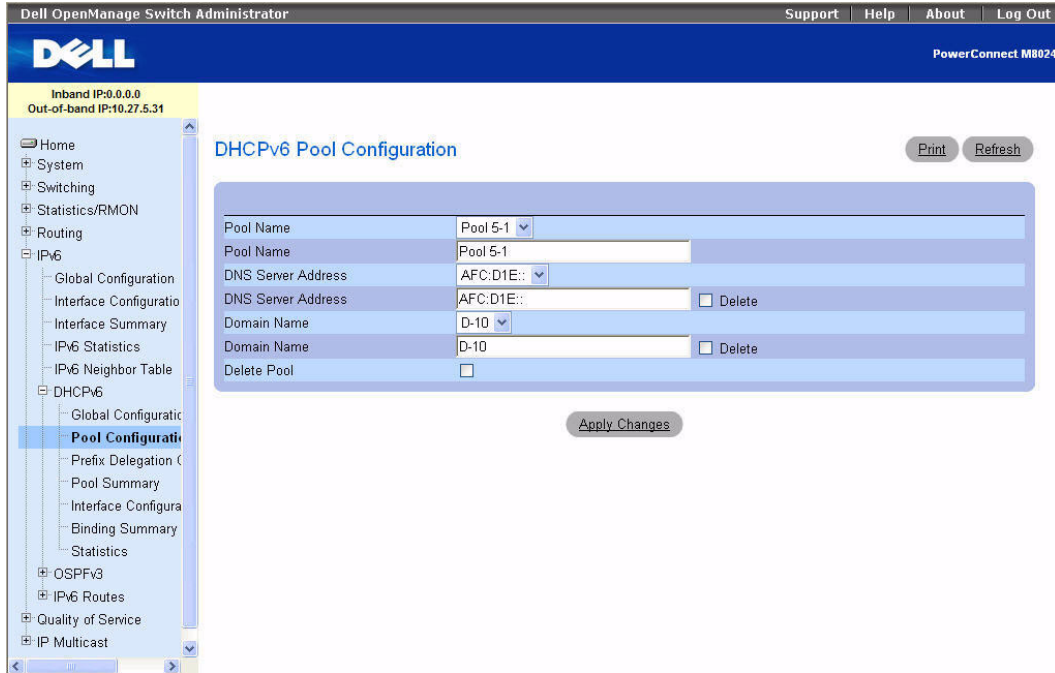 Dell OpenManage Switch Administrator Support Help About Log Out
DELL
PowerConnect M8024
Inband IP:0.0.0.0
Out-of-band IP:10.27.5.31
Home
System
Switching
Statistics/RMON
Routing
IPv6
Global Configuration
Interface Configuratio
Interface Summary
IPv6 Statistics
IPv6 Neighbor Table
DHCPv6
Global Configuratic
Pool Configurati
Prefix Delegation
Pool Summary
Interface Configura
Binding Summary
Statistics
OSPFv3
IPv6 Routes
Quality of Service
IP Multicast
DHCPv6 Pool Configuration
Print Refresh
Pool Name Pool 5-1
Pool Name Pool 5-1
DNS Server Address AFC:D1E::
DNS Server Address AFC:D1E:: Delete
Domain Name D-10
Domain Name D-10 Delete
Delete Pool
Apply Changes